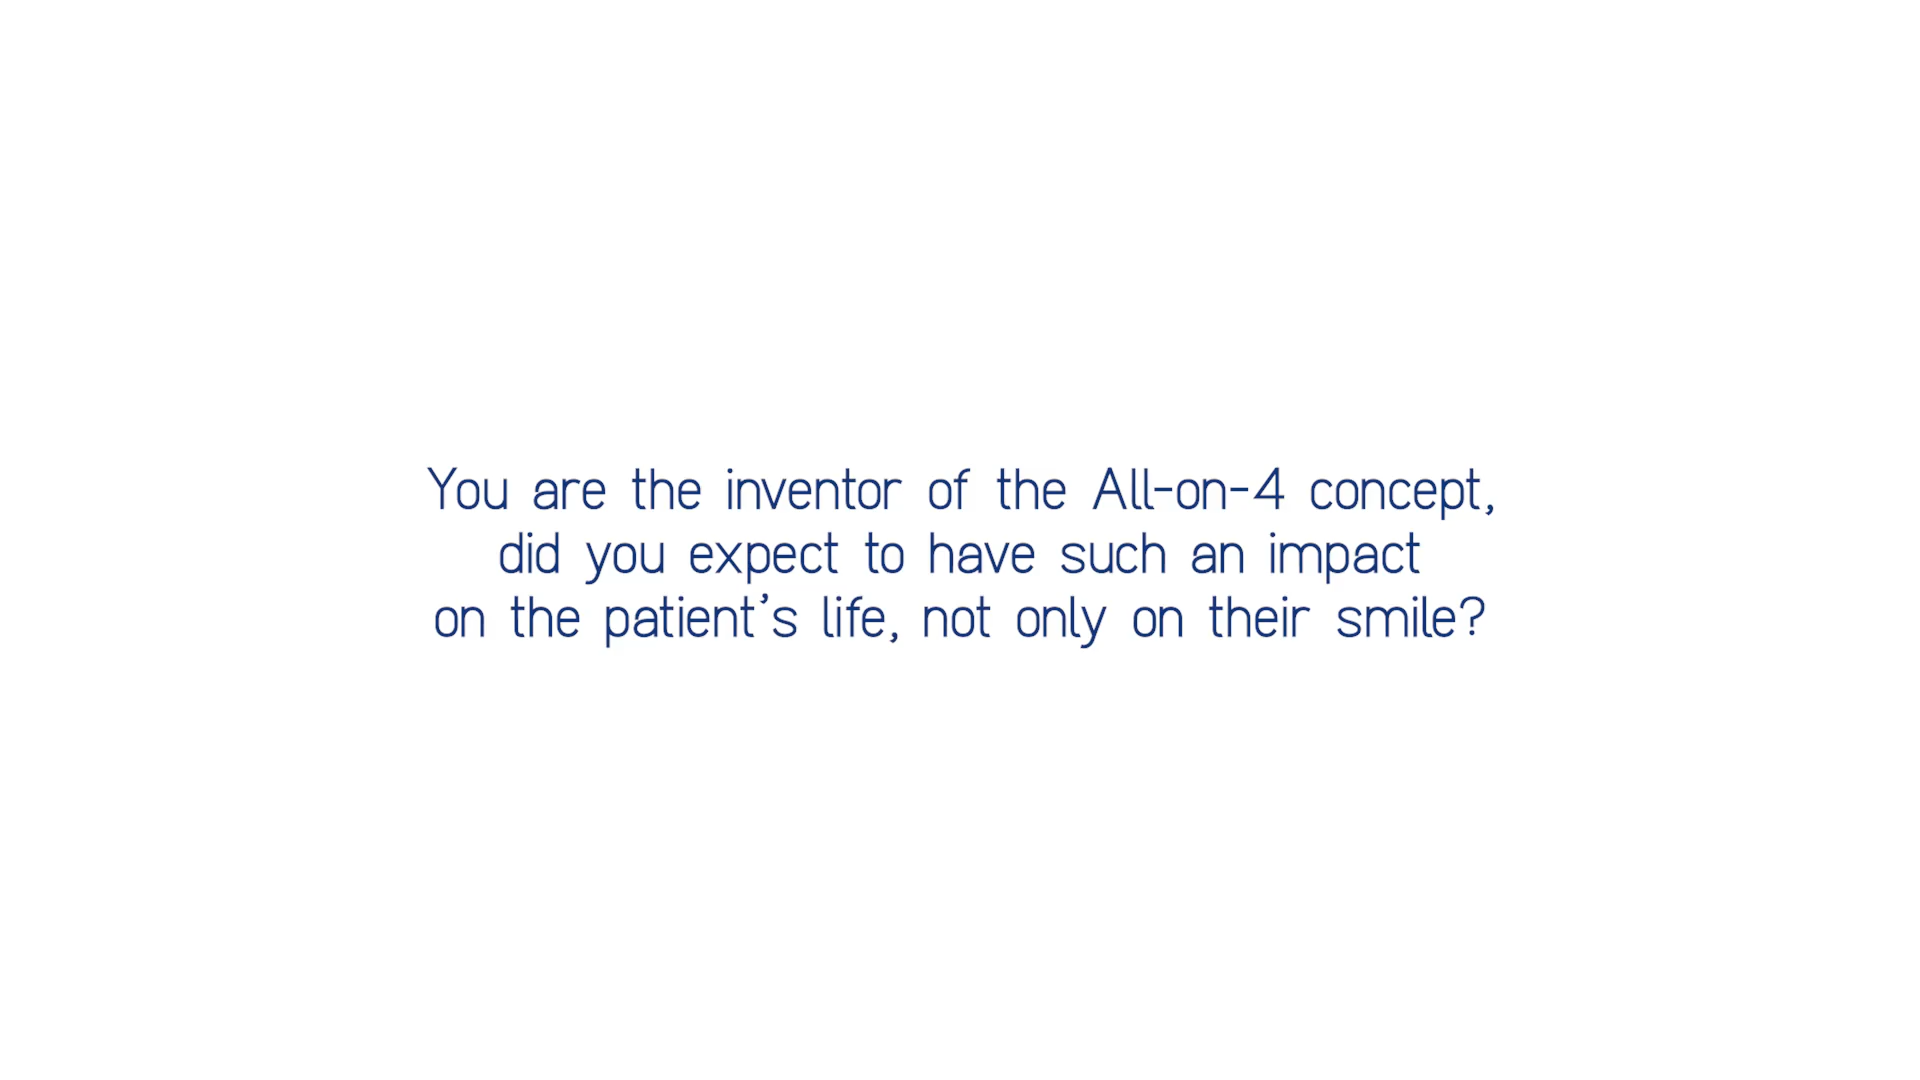 You are the inventor of the All-on-4 concept,
did you expect to have such an impact
on the patient’s life, not only on their smile?